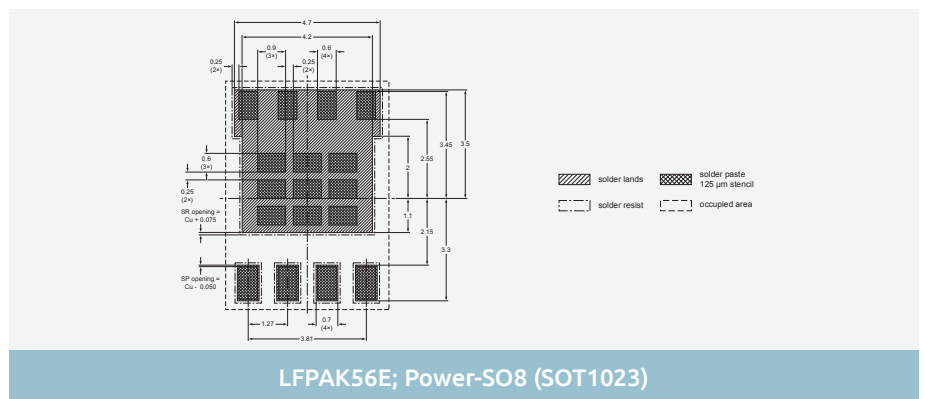 4.7
4.2
0.9
(3×)
0.6
(4×)
0.25
(2×)
0.25
(2×)
3.5
3.45
2.55
2
0.6
(3×)
0.25
(2×)
SR opening =
Cu + 0.075
1.1
2.15
3.3
SP opening =
Cu - 0.050
1.27
0.7
(4×)
3.81
solder lands
solder paste
125 µm stencil
solder resist
occupied area
LFPAK56E; Power-SO8 (SOT1023)